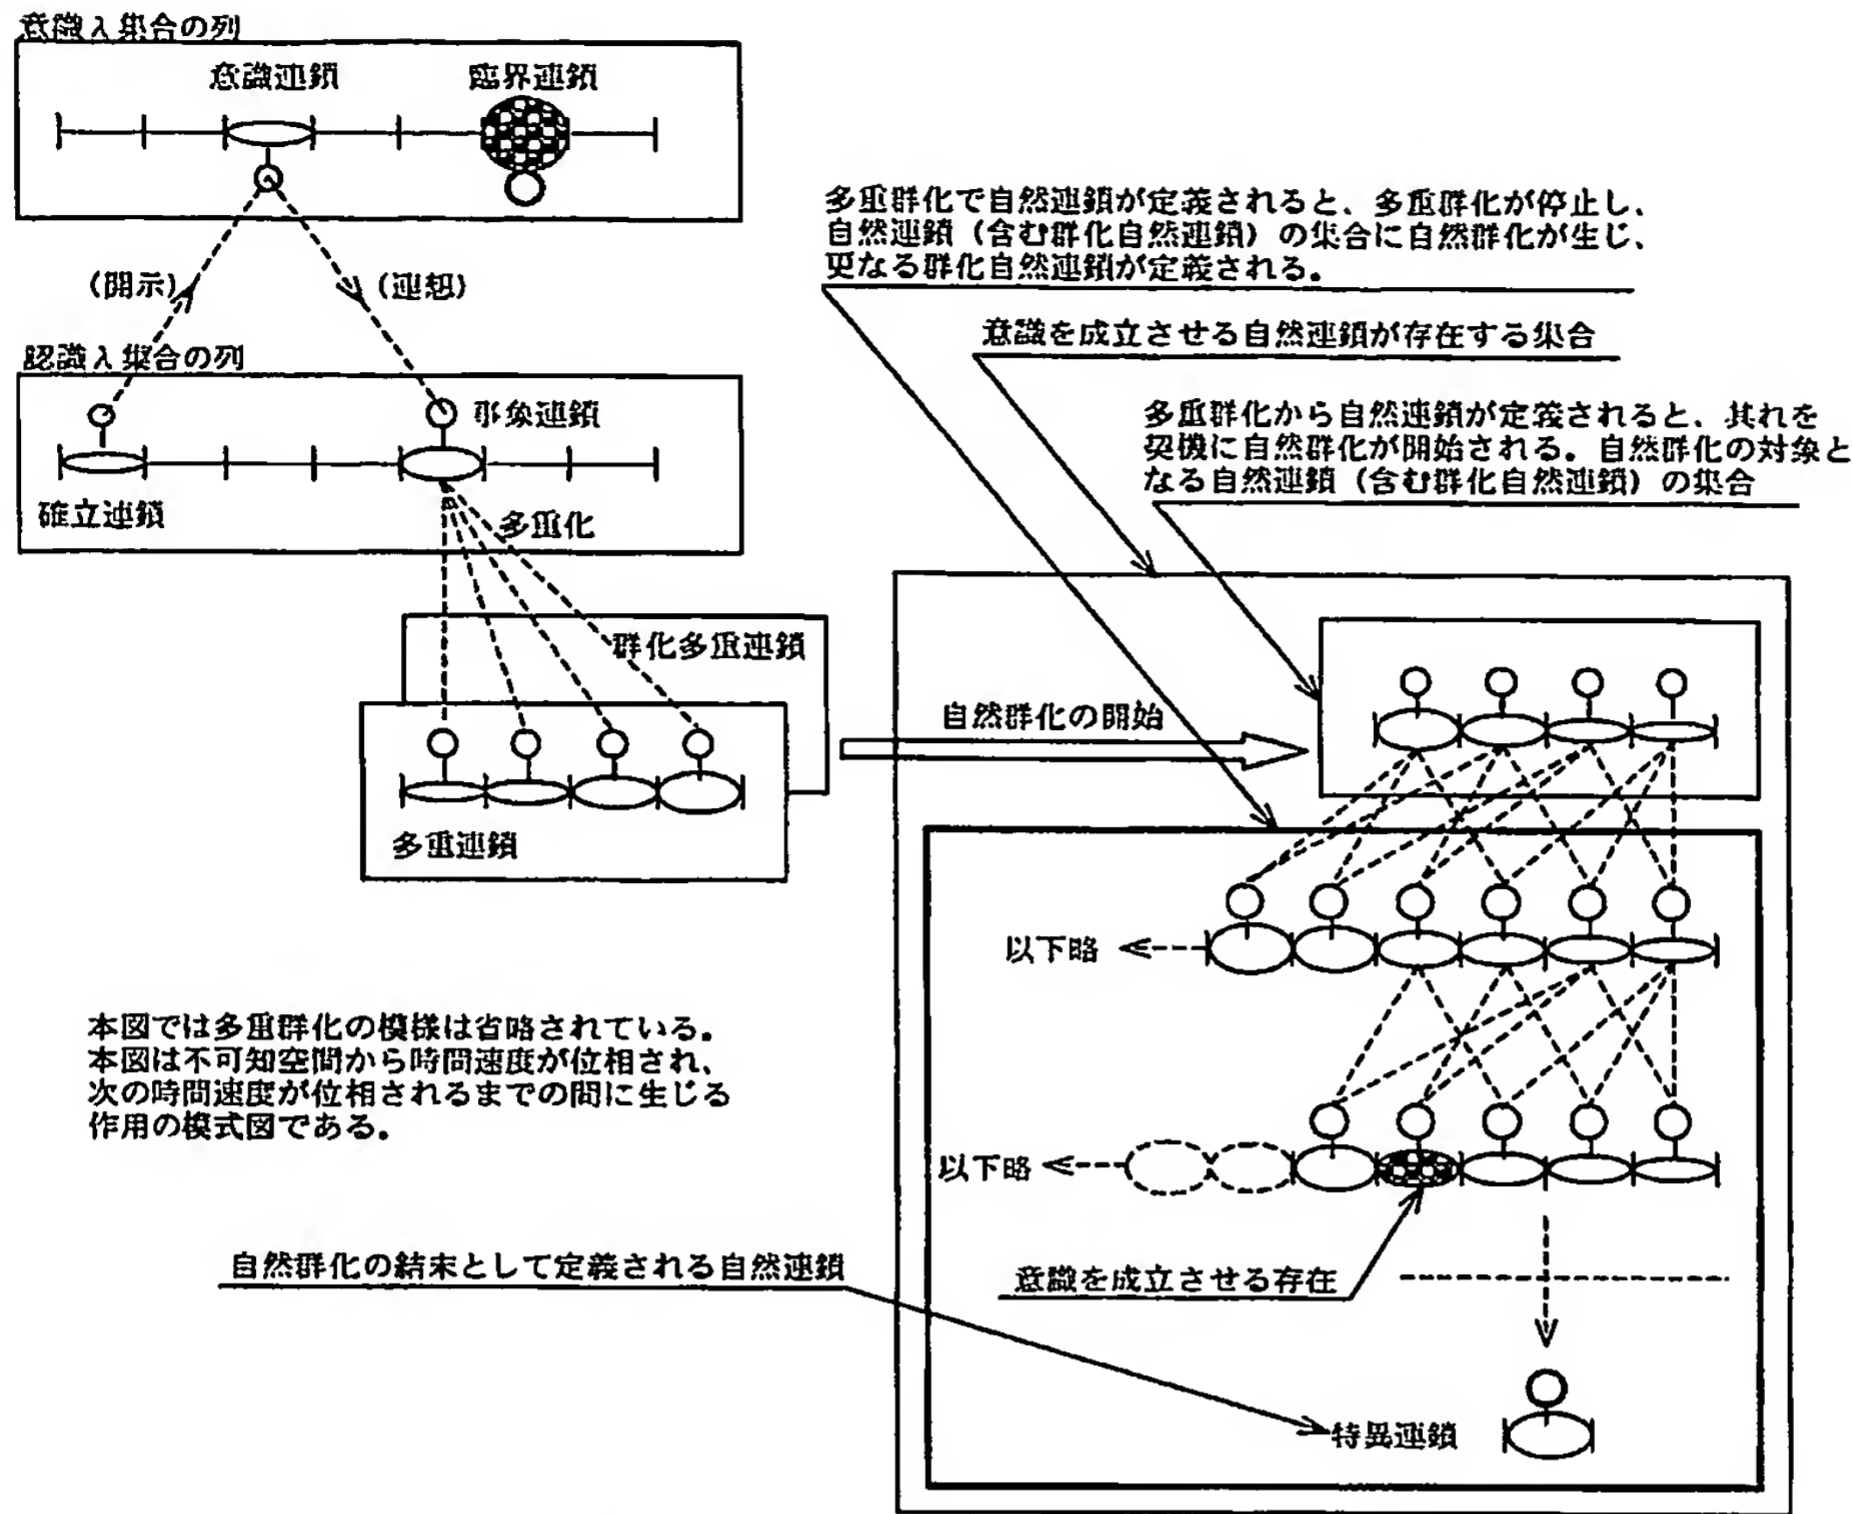 意識入集合の列
意識連鎖
臨界連鎖
(開示)
(連想)
認識入集合の列
形象連鎖
確立連鎖
多重化
群化多重連鎖
多重連鎖
多重群化で自然連鎖が定義されると、多重群化が停止し、
自然連鎖（含む群化自然連鎖）の集合に自然群化が生じ、
更なる群化自然連鎖が定義される。
意識を成立させる自然連鎖が存在する集合
多重群化から自然連鎖が定義されると、其れを
契機に自然群化が開始される。自然群化の対象と
なる自然連鎖（含む群化自然連鎖）の集合
自然群化の開始
以下略
以下略
本図では多重群化の模様は省略されている。
本図は不可知空間から時間速度が位相され、
次の時間速度が位相されるまでの間に生じる
作用の模式図である。
自然群化の結末として定義される自然連鎖
意識を成立させる存在
特異連鎖